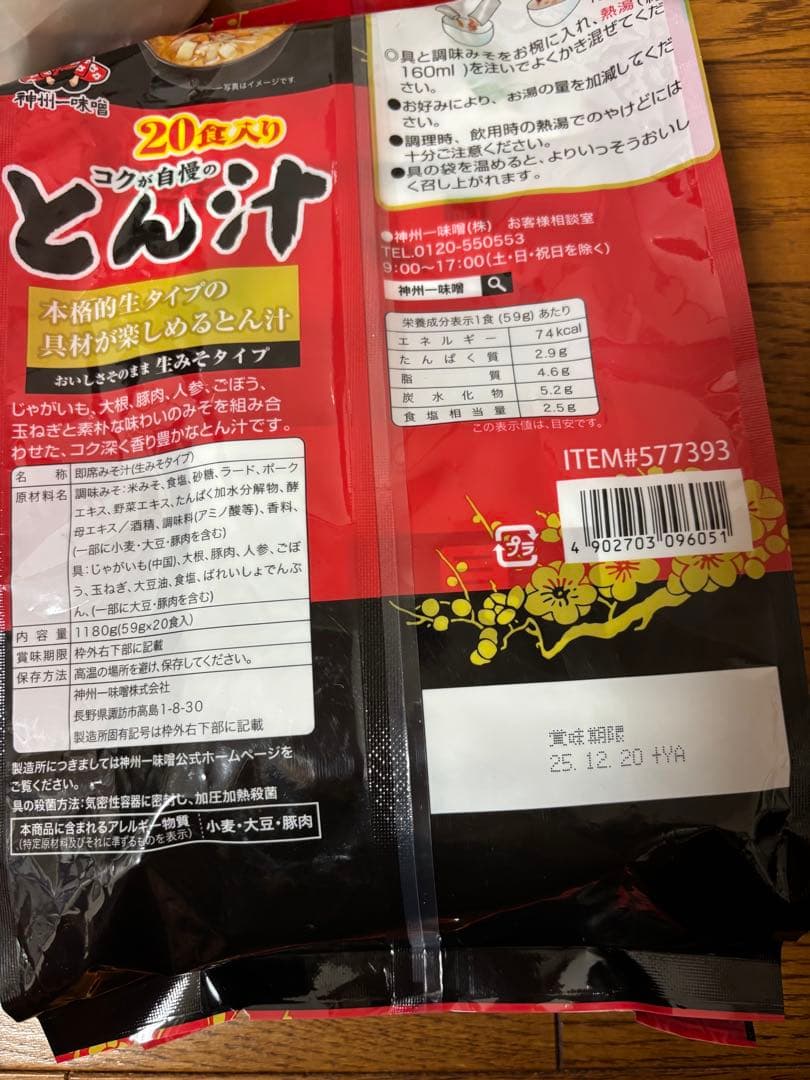 神州一味噌
写真はイメージです。
20食入り
コクが自慢の
とん汁
本格的生タイプの
具材が楽しめるとん汁
おいしさそのまま 生みそタイプ
じゃがいも、大根、豚肉、人参、ごぼう、
玉ねぎと素朴な味わいのみそを組み合
わせた、コク深く香り豊かなとん汁です。
名称 即席みそ汁(生みそタイプ)
原材料名 調味みそ:米みそ、食塩、砂糖、ラード、ポーク
エキス、野菜エキス、たんぱく加水分解物、酵
母エキス/酒精、調味料(アミノ酸等)、香料、
(一部に小麦・大豆・豚肉を含む)
具:じゃがいも(中国)、大根、豚肉、人参、ごぼ
う、玉ねぎ、大豆油、食塩、ばれいしょでんぷ
ん、(一部に大豆・豚肉を含む)
内容量 1180g(59g×20食入)
賞味期限 枠外右下部に記載
保存方法 高温の場所を避け、保存してください。
神州一味噌株式会社
長野県諏訪市高島1-8-30
製造所固有記号は枠外右下部に記載
製造所につきましては神州一味噌公式ホームページを
ご覧ください。
具の殺菌方法:気密性容器に密封し、加圧加熱殺菌
本商品に含まれるアレルギー物質
(特定原材料及びそれに準ずるものを表示)
小麦・大豆・豚肉
◎具と調味みそをお椀に入れ、熱湯(
160ml)を注いでよくかき混ぜてくだ
さい。
●お好みにより、お湯の量を加減してくだ
さい。
●調理時、飲用時の熱湯でのやけどには
十分ご注意ください。
●具の袋を温めると、よりいっそうおいし
く召し上がれます。
●神州一味噌(株) お客様相談室
TEL.0120-550553
9:00〜17:00(土・日・祝日を除く)
神州一味噌
栄養成分表示1食(59g)あたり
エネルギー 74kcal
たんぱく質 2.9g
脂質 4.6g
炭水化物 5.2g
食塩相当量 2.5g
この表示値は、目安です。
ITEM#577393
4 902703 096051
プラ
賞味期限
25.12.20 +YA